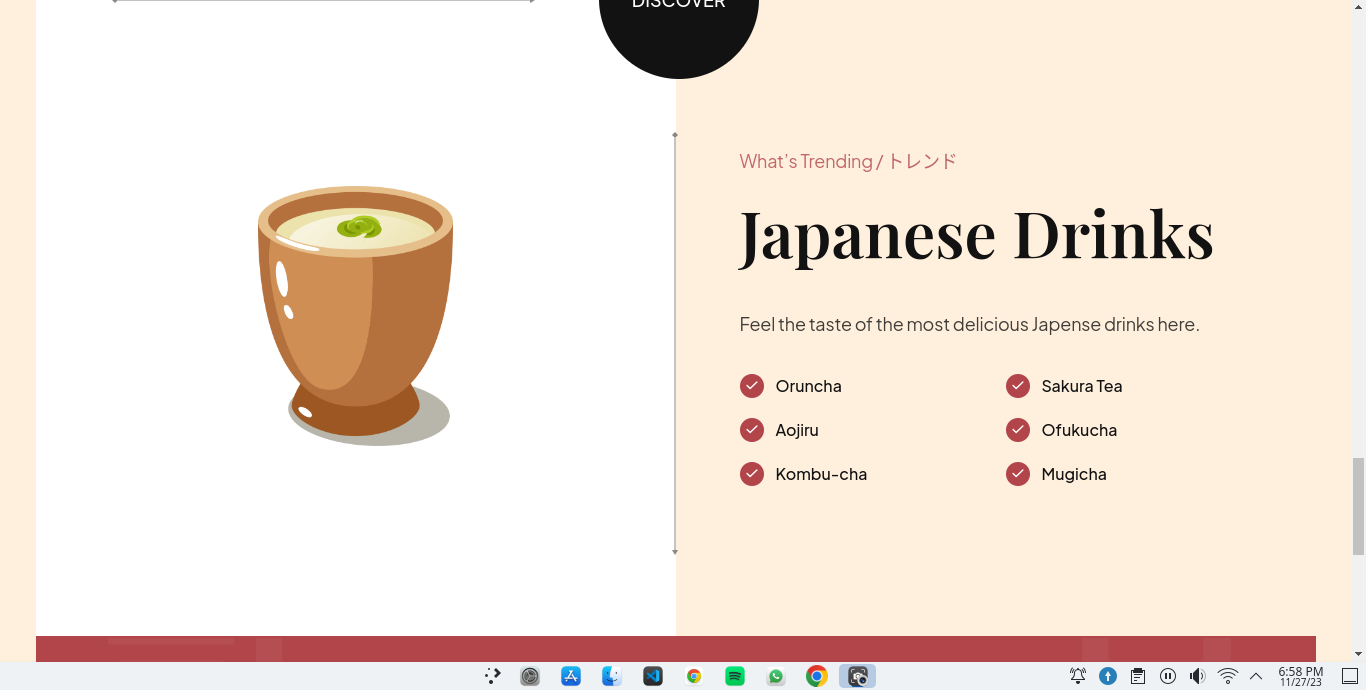 DISCOVER
What's Trending / トレンド
Japanese Drinks
Feel the taste of the most delicious Japense drinks here.
Oruncha
Sakura Tea
Aojiru
Ofukucha
Kombu-cha
Mugicha
6:58 PM
11/27/23